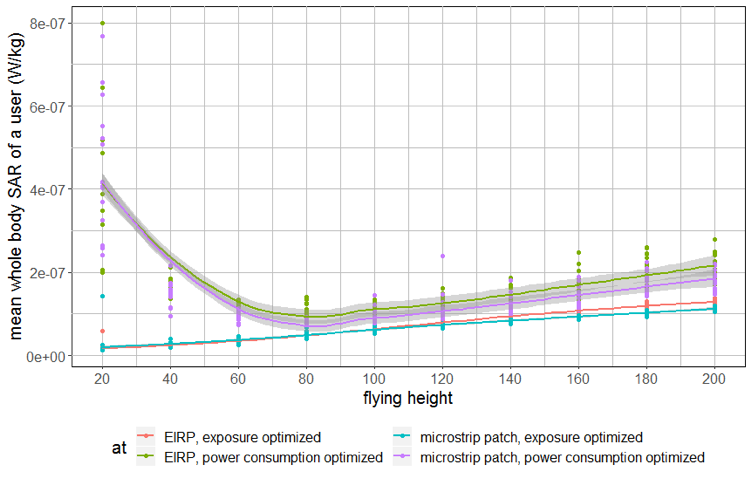 mean whole body SAR of a user (W/kg)
8e-07
6e-07
4e-07
2e-07
0e+00
20 40 60 80 100 120 140 160 180 200
flying height
at
EIRP, exposure optimized
microstrip patch, exposure optimized
EIRP, power consumption optimized
microstrip patch, power consumption optimized